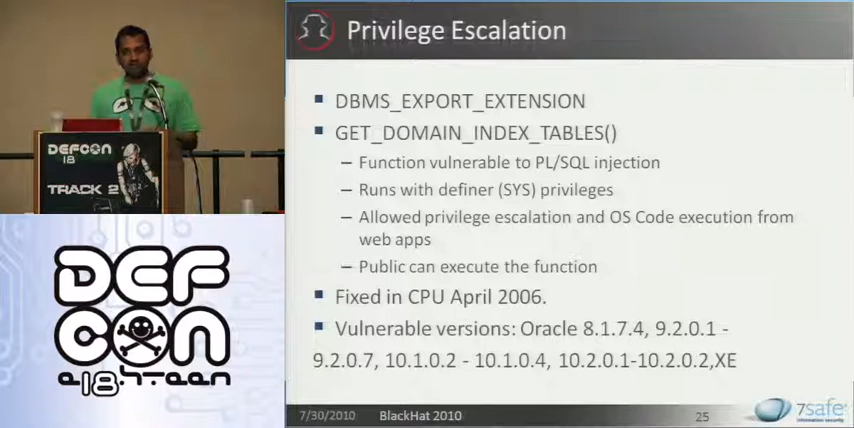 Privilege Escalation
DBMS_EXPORT_EXTENSION
GET_DOMAIN_INDEX_TABLES()
– Function vulnerable to PL/SQL injection
– Runs with definer (SYS) privileges
– Allowed privilege escalation and OS Code execution from
web apps
– Public can execute the function
Fixed in CPU April 2006.
Vulnerable versions: Oracle 8.1.7.4, 9.2.0.1 -
9.2.0.7, 10.1.0.2 - 10.1.0.4, 10.2.0.1-10.2.0.2,XE
7/30/2010 BlackHat 2010 25
7safe
information security
DEFCON
18
TRACK 2
DEF
CON
e18hteen